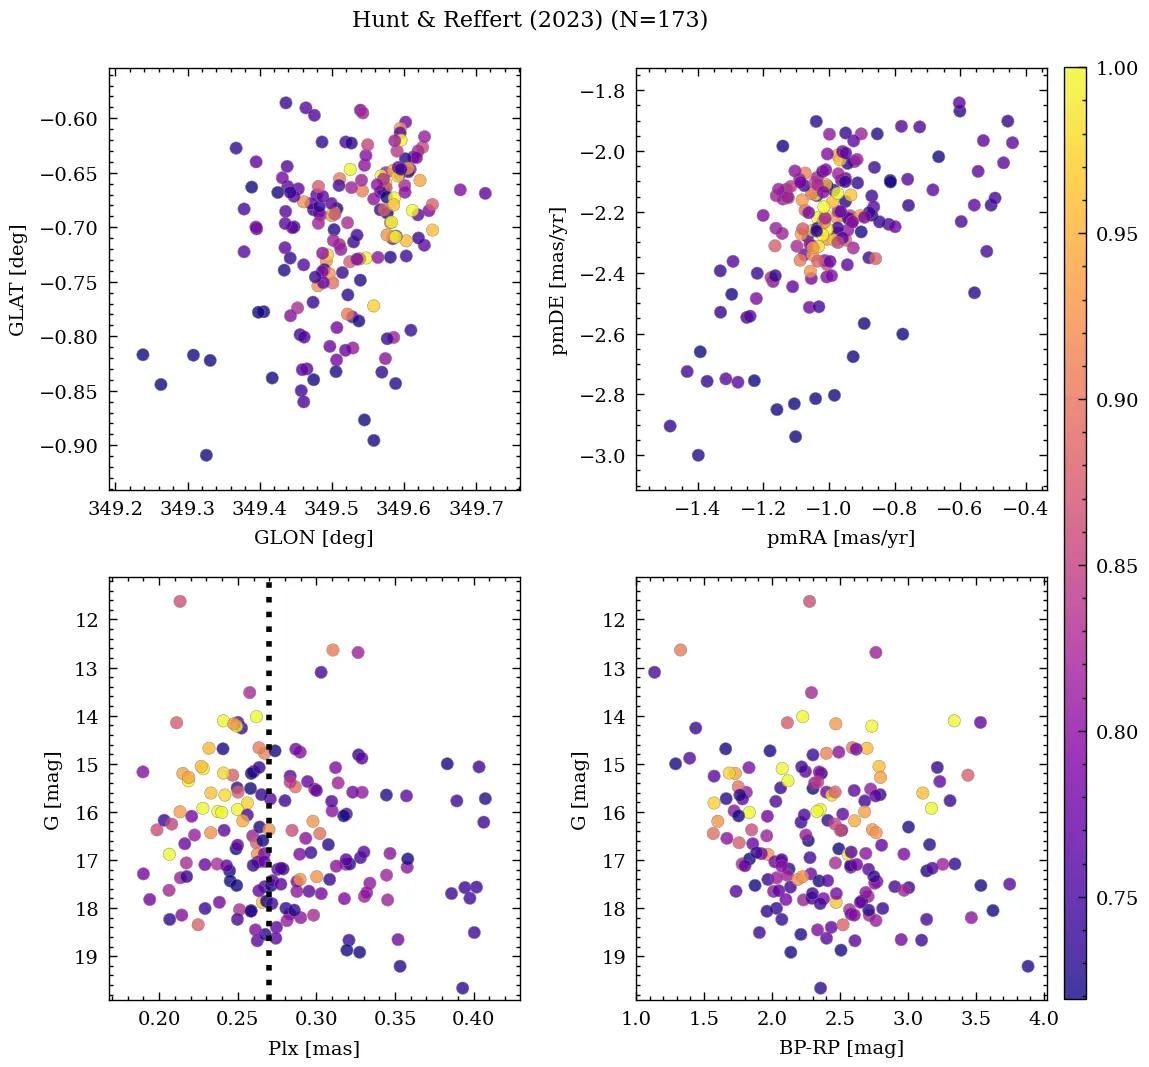 Hunt & Reffert (2023) (N=173)
GLAT [deg]
−0.60
−0.65
−0.70
−0.75
−0.80
−0.85
−0.90
349.2 349.3 349.4 349.5 349.6 349.7
GLON [deg]
pmDE [mas/yr]
−1.8
−2.0
−2.2
−2.4
−2.6
−2.8
−3.0
−1.4 −1.2 −1.0 −0.8 −0.6 −0.4
pmRA [mas/yr]
G [mag]
12
13
14
15
16
17
18
19
0.20 0.25 0.30 0.35 0.40
Plx [mas]
G [mag]
12
13
14
15
16
17
18
19
1.0 1.5 2.0 2.5 3.0 3.5 4.0
BP-RP [mag]
1.00
0.95
0.90
0.85
0.80
0.75